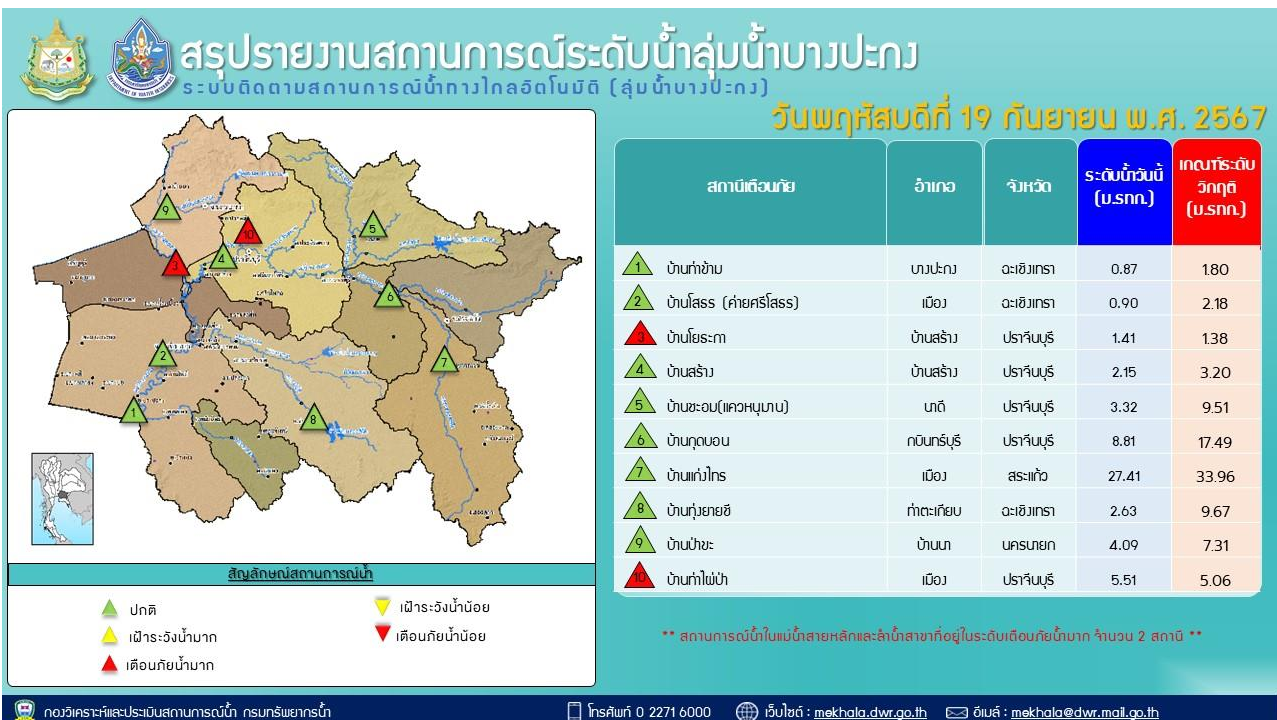 สรุปรายงานสถานการณ์ระดับน้ำลุ่มน้ำบางปะกง
ระบบติดตามสถานการณ์น้ำทางไกลอัตโนมัติ (ลุ่มน้ำบางปะกง)
วันพฤหัสบดีที่ 19 กันยายน พ.ศ. 2567
สถานีเตือนภัย อำเภอ จังหวัด ระดับน้ำวันนี้ (ม.รทก.) เกณฑ์ระดับวิกฤติ (ม.รทก.)
1 บ้านท่าข้าม บางปะกง ฉะเชิงเทรา 0.87 1.80
2 บ้านโสธร (ค่ายศรีโสธร) เมือง ฉะเชิงเทรา 0.90 2.18
3 บ้านโยธะกา บ้านสร้าง ปราจีนบุรี 1.41 1.38
4 บ้านสร้าง บ้านสร้าง ปราจีนบุรี 2.15 3.20
5 บ้านชะอม(แควหนุมาน) นาดี ปราจีนบุรี 3.32 9.51
6 บ้านกุดบอน กบินทร์บุรี ปราจีนบุรี 8.81 17.49
7 บ้านแก่งไทร เมือง สระแก้ว 27.41 33.96
8 บ้านทุ่งยายชี ท่าตะเกียบ ฉะเชิงเทรา 2.63 9.67
9 บ้านป่าขะ บ้านนา นครนายก 4.09 7.31
10 บ้านท่าไผ่ป่า เมือง ปราจีนบุรี 5.51 5.06
** สถานการณ์น้ำในแม่น้ำสายหลักและลำน้ำสาขาที่อยู่ในระดับเตือนภัยน้ำมาก จำนวน 2 สถานี **
9
10
5
4
3
6
2
7
1
8
สัญลักษณ์สถานการณ์น้ำ
ปกติ
เฝ้าระวังน้ำน้อย
เฝ้าระวังน้ำมาก
เตือนภัยน้ำน้อย
เตือนภัยน้ำมาก
กองวิเคราะห์และประเมินสถานการณ์น้ำ กรมทรัพยากรน้ำ โทรศัพท์ 0 2271 6000 เว็บไซต์ : mekhala.dwr.go.th อีเมล์ : mekhala@dwr.mail.go.th